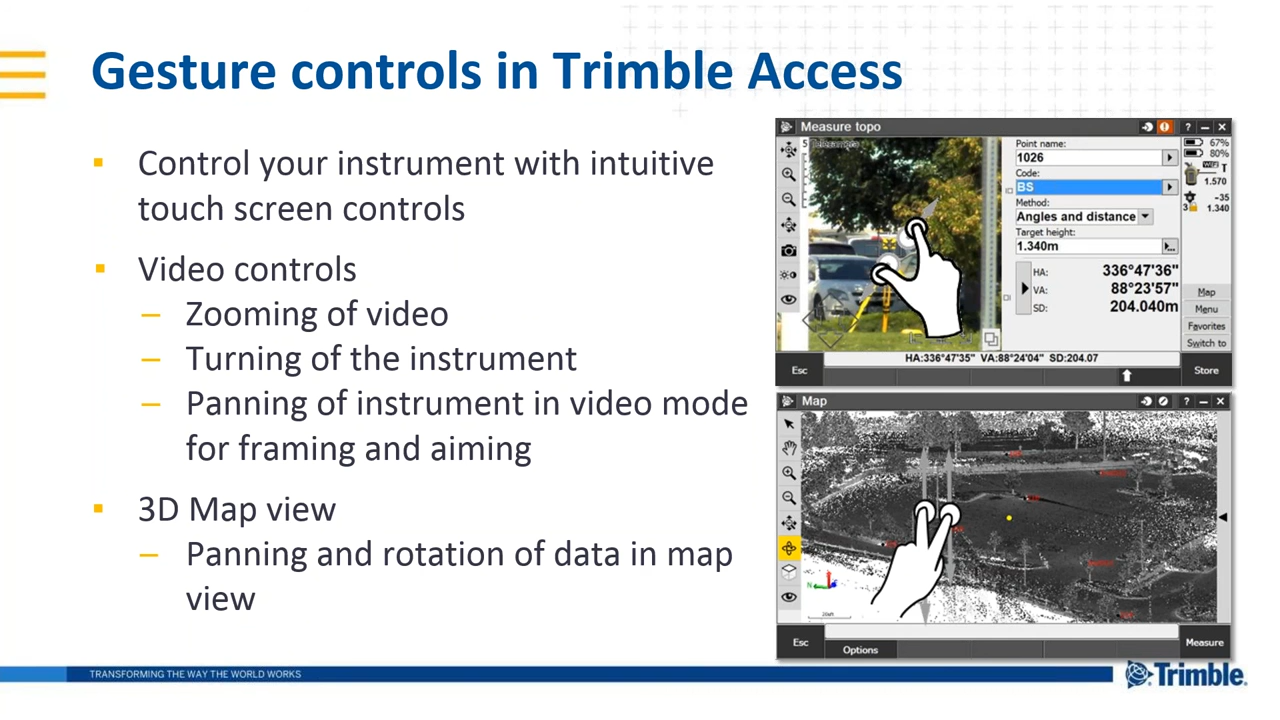 Gesture controls in Trimble Access
Control your instrument with intuitive
touch screen controls
Video controls
– Zooming of video
– Turning of the instrument
– Panning of instrument in video mode
for framing and aiming
3D Map view
– Panning and rotation of data in map
view
Measure topo
? – ×
Point name:
1026
Code:
BS
Method:
Angles and distance
Target height:
1.340m
HA: 336°47'36"
VA: 88°23'57"
SD: 204.040m
67%
80%
T
1.570
-35
3 1.340
Map
Menu
Favorites
Switch to
HA:336°47'35" VA:88°24'04" SD:204.07
Esc
Store
Map
? – ×
N
Esc
Options
Measure
TRANSFORMING THE WAY THE WORLD WORKS
Trimble